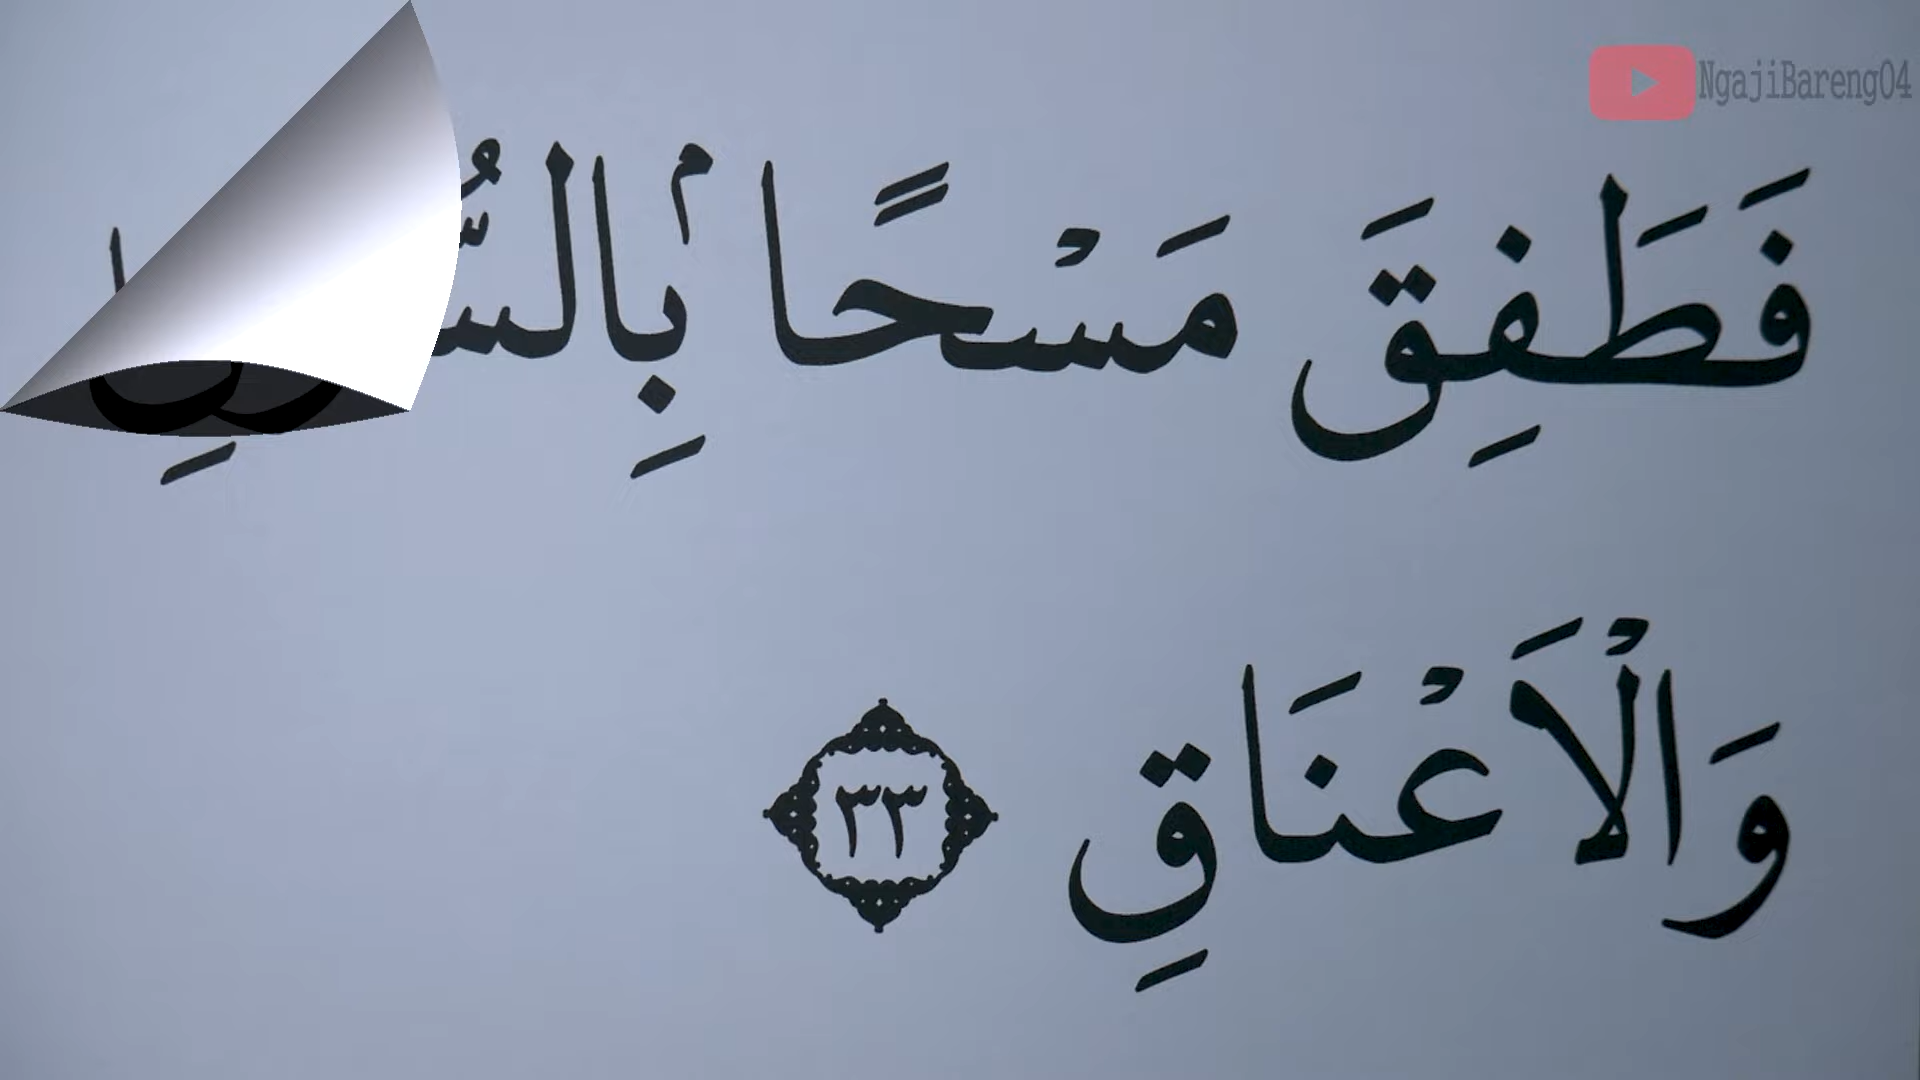 NgajiBareng04
فَطَفِقَ مَسْحًاۢ
وَالْاَعْنَاقِ ٣٣